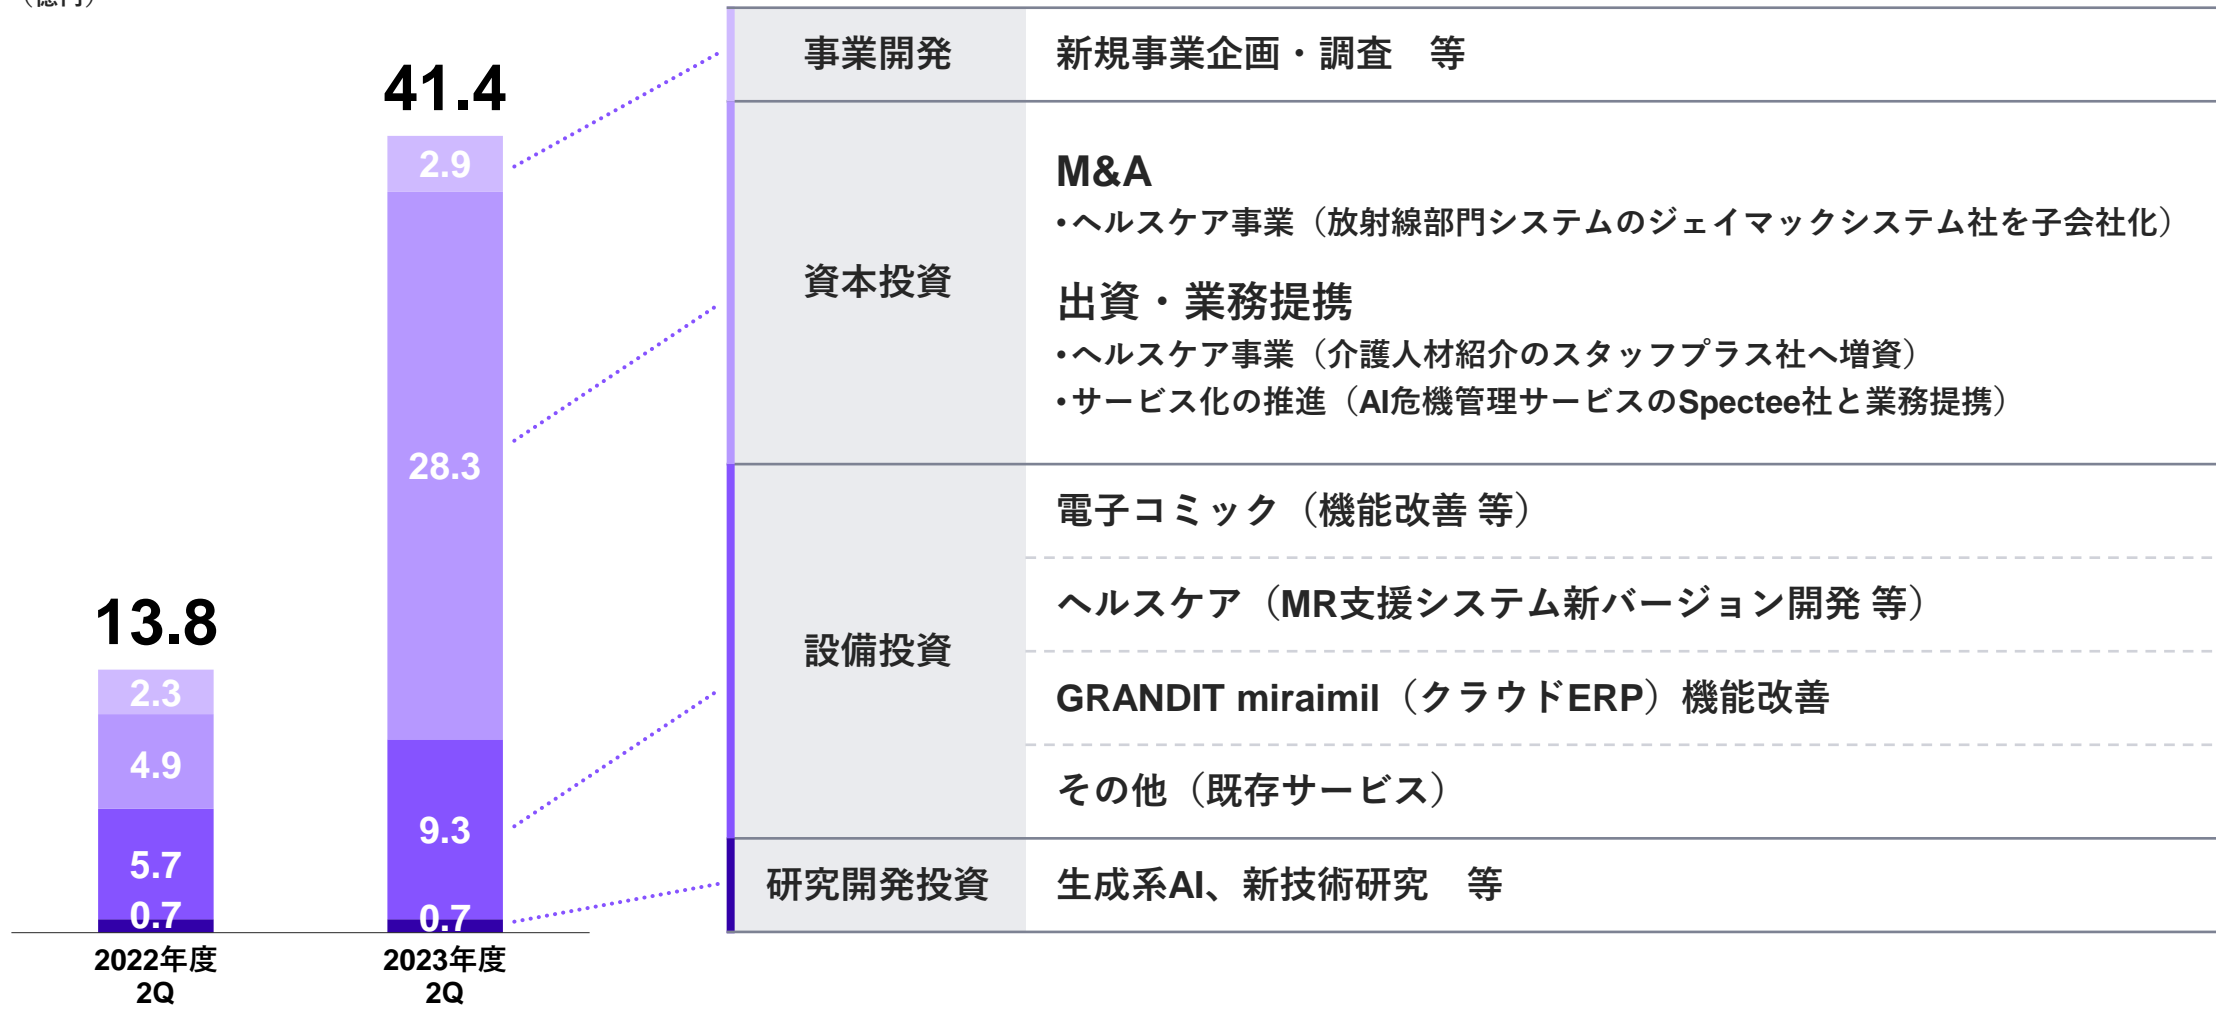 （億円）
41.4
2.9
28.3
9.3
0.7
13.8
2.3
4.9
5.7
0.7
2022年度
2Q
2023年度
2Q
事業開発
新規事業企画・調査　等
資本投資
M&A
・ヘルスケア事業（放射線部門システムのジェイマックシステム社を子会社化）
出資・業務提携
・ヘルスケア事業（介護人材紹介のスタッフプラス社へ増資）
・サービス化の推進（AI危機管理サービスのSpectee社と業務提携）
設備投資
電子コミック（機能改善 等）
ヘルスケア（MR支援システム新バージョン開発 等）
GRANDIT miraimil（クラウドERP）機能改善
その他（既存サービス）
研究開発投資
生成系AI、新技術研究　等